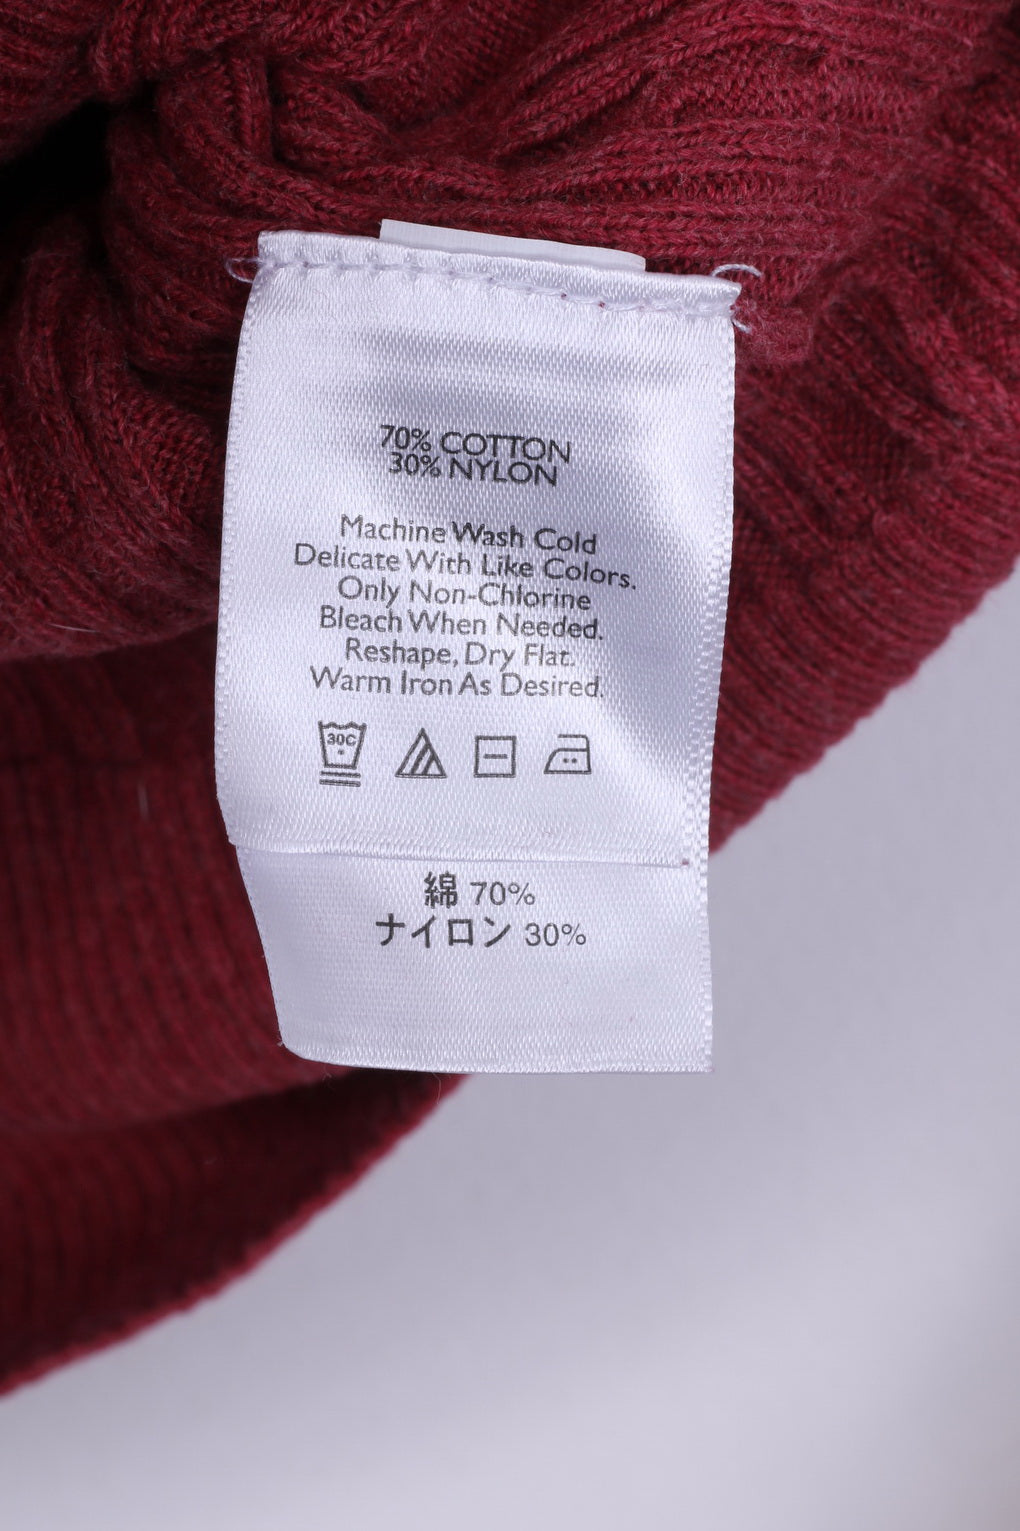 70% COTTON
30% NYLON
Machine Wash Cold
Delicate With Like Colors.
Only Non-Chlorine
Bleach When Needed.
Reshape, Dry Flat.
Warm Iron As Desired.
30C
綿 70%
ナイロン 30%